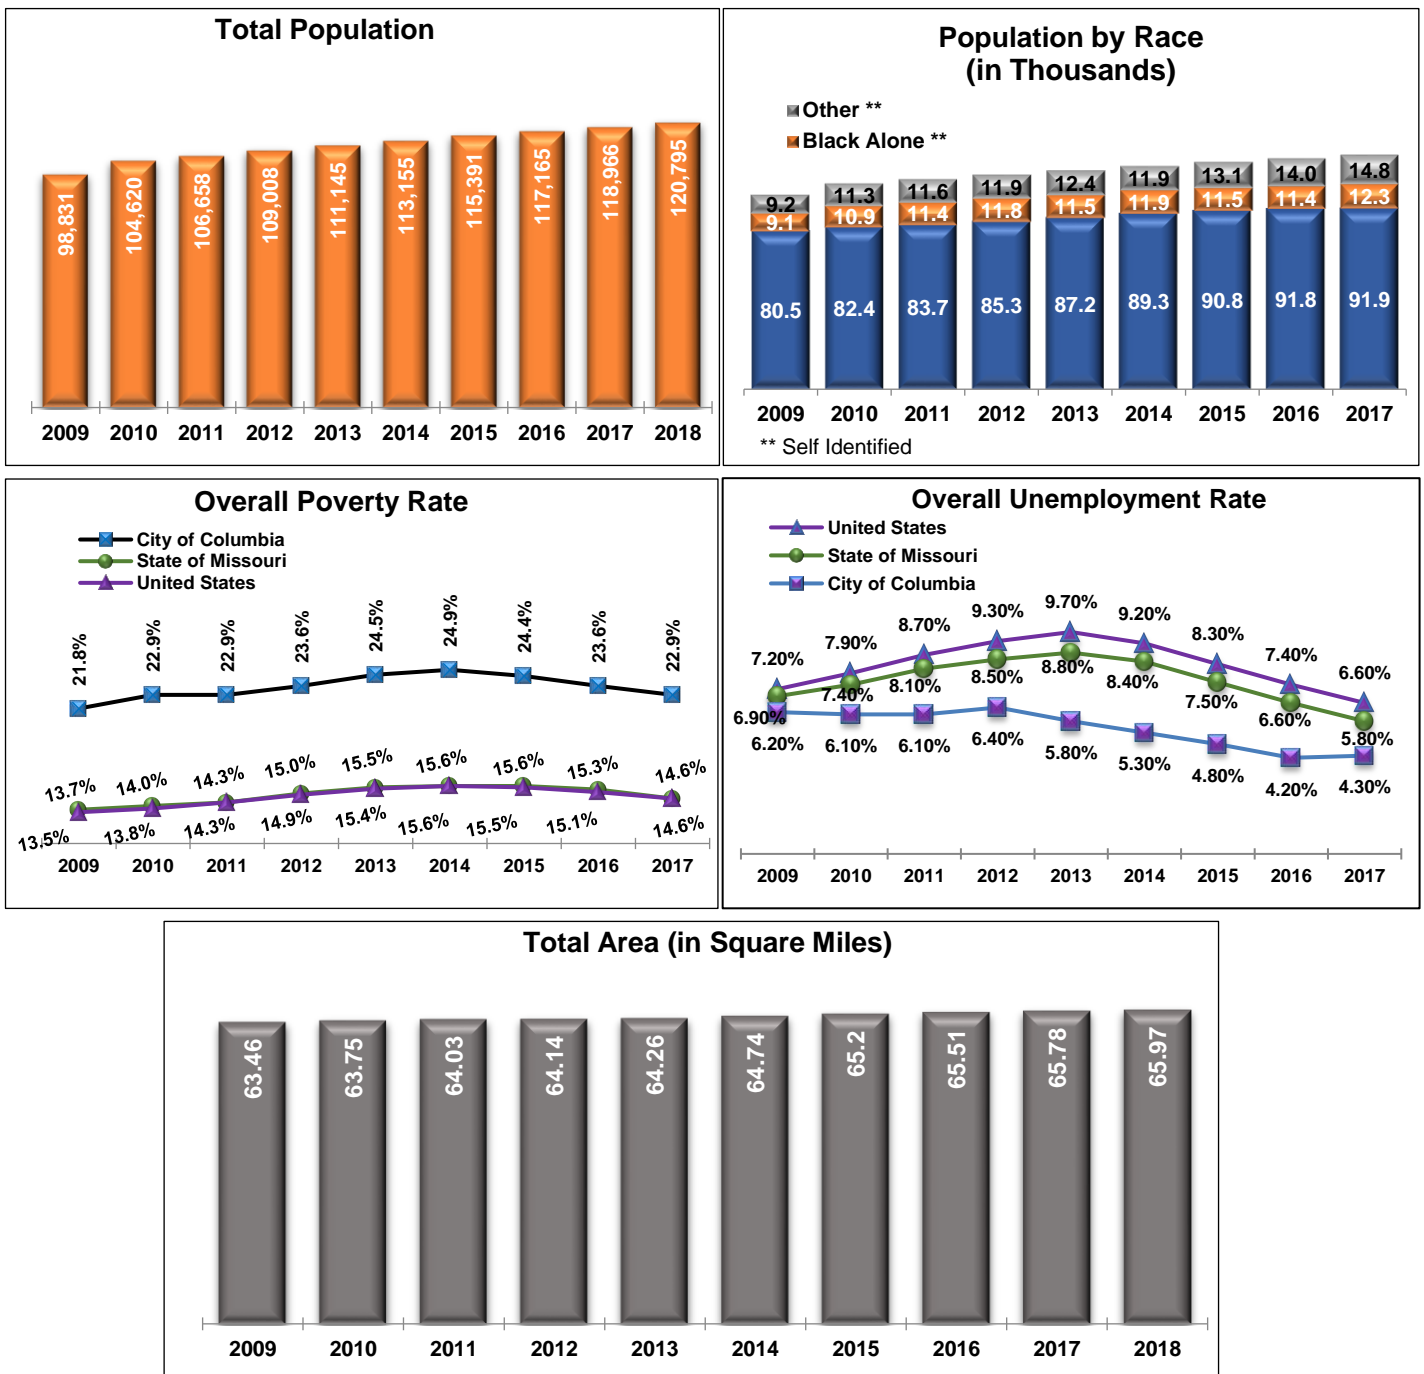 Total Population
98,831 104,620 106,658 109,008 111,145 113,155 115,391 117,165 118,966 120,795
2009 2010 2011 2012 2013 2014 2015 2016 2017 2018
Population by Race
(in Thousands)
Other **
Black Alone **
9.2 11.3 11.6 11.9 12.4 11.9 13.1 14.0 14.8
9.1 10.9 11.4 11.8 11.5 11.9 11.5 11.4 12.3
80.5 82.4 83.7 85.3 87.2 89.3 90.8 91.8 91.9
2009 2010 2011 2012 2013 2014 2015 2016 2017
** Self Identified
Overall Poverty Rate
City of Columbia
State of Missouri
United States
21.8% 22.9% 22.9% 23.6% 24.5% 24.9% 24.4% 23.6% 22.9%
13.7% 14.0% 14.3% 15.0% 15.5% 15.6% 15.6% 15.3% 14.6%
13.5% 13.8% 14.3% 14.9% 15.4% 15.6% 15.5% 15.1% 14.6%
2009 2010 2011 2012 2013 2014 2015 2016 2017
Overall Unemployment Rate
United States
State of Missouri
City of Columbia
7.20% 7.90% 8.70% 9.30% 9.70% 9.20% 8.30% 7.40% 6.60%
6.90% 7.40% 8.10% 8.50% 8.80% 8.40% 7.50% 6.60% 5.80%
6.20% 6.10% 6.10% 6.40% 5.80% 5.30% 4.80% 4.20% 4.30%
2009 2010 2011 2012 2013 2014 2015 2016 2017
Total Area (in Square Miles)
63.46 63.75 64.03 64.14 64.26 64.74 65.2 65.51 65.78 65.97
2009 2010 2011 2012 2013 2014 2015 2016 2017 2018